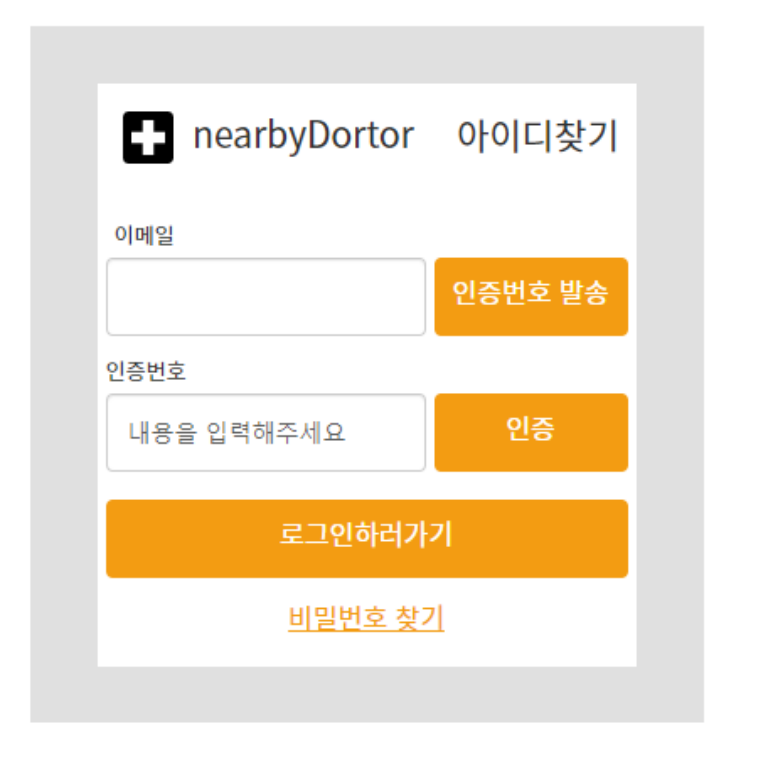 nearbyDortor 아이디찾기
이메일
인증번호 발송
인증번호
내용을 입력해주세요 인증
로그인하러가기
비밀번호 찾기